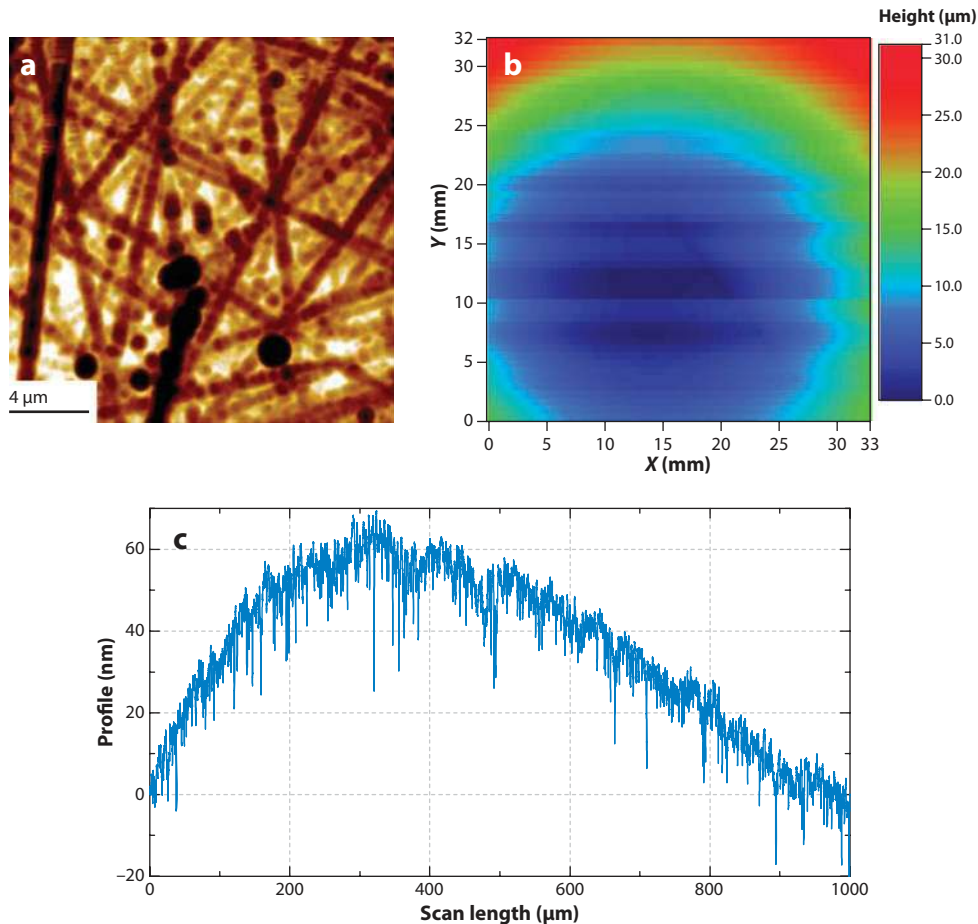 a
4 µm
b
Height (µm)
31.0
30.0
25.0
20.0
15.0
10.0
5.0
0.0
Y (mm)
32
30
25
20
15
10
5
0
0 5 10 15 20 25 30 33
X (mm)
c
Profile (nm)
60
40
20
0
–20
0 200 400 600 800 1000
Scan length (µm)